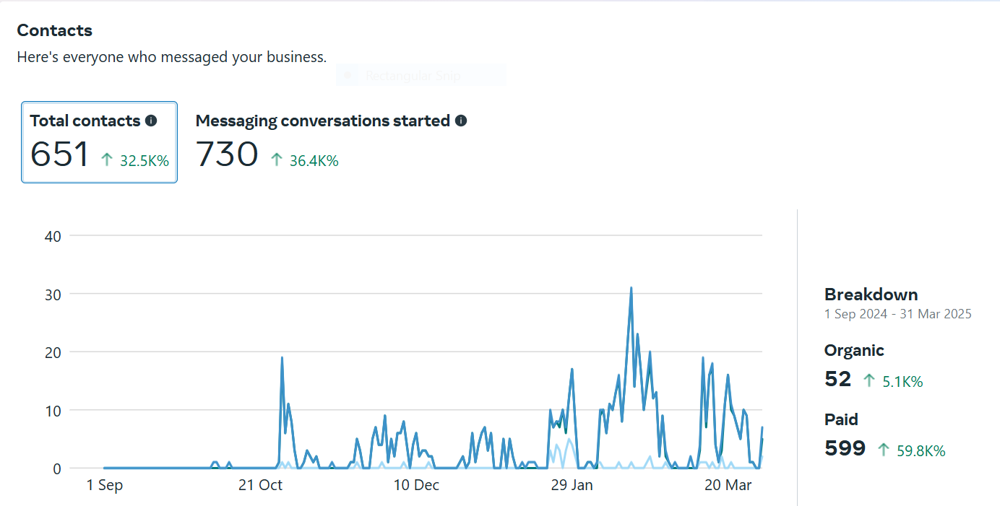 Contacts
Here's everyone who messaged your business.
Rectangular Snip
Total contacts
651 ↑ 32.5K%
Messaging conversations started
730 ↑ 36.4K%
40
30
20
10
0
1 Sep 21 Oct 10 Dec 29 Jan 20 Mar
Breakdown
1 Sep 2024 - 31 Mar 2025
Organic
52 ↑ 5.1K%
Paid
599 ↑ 59.8K%